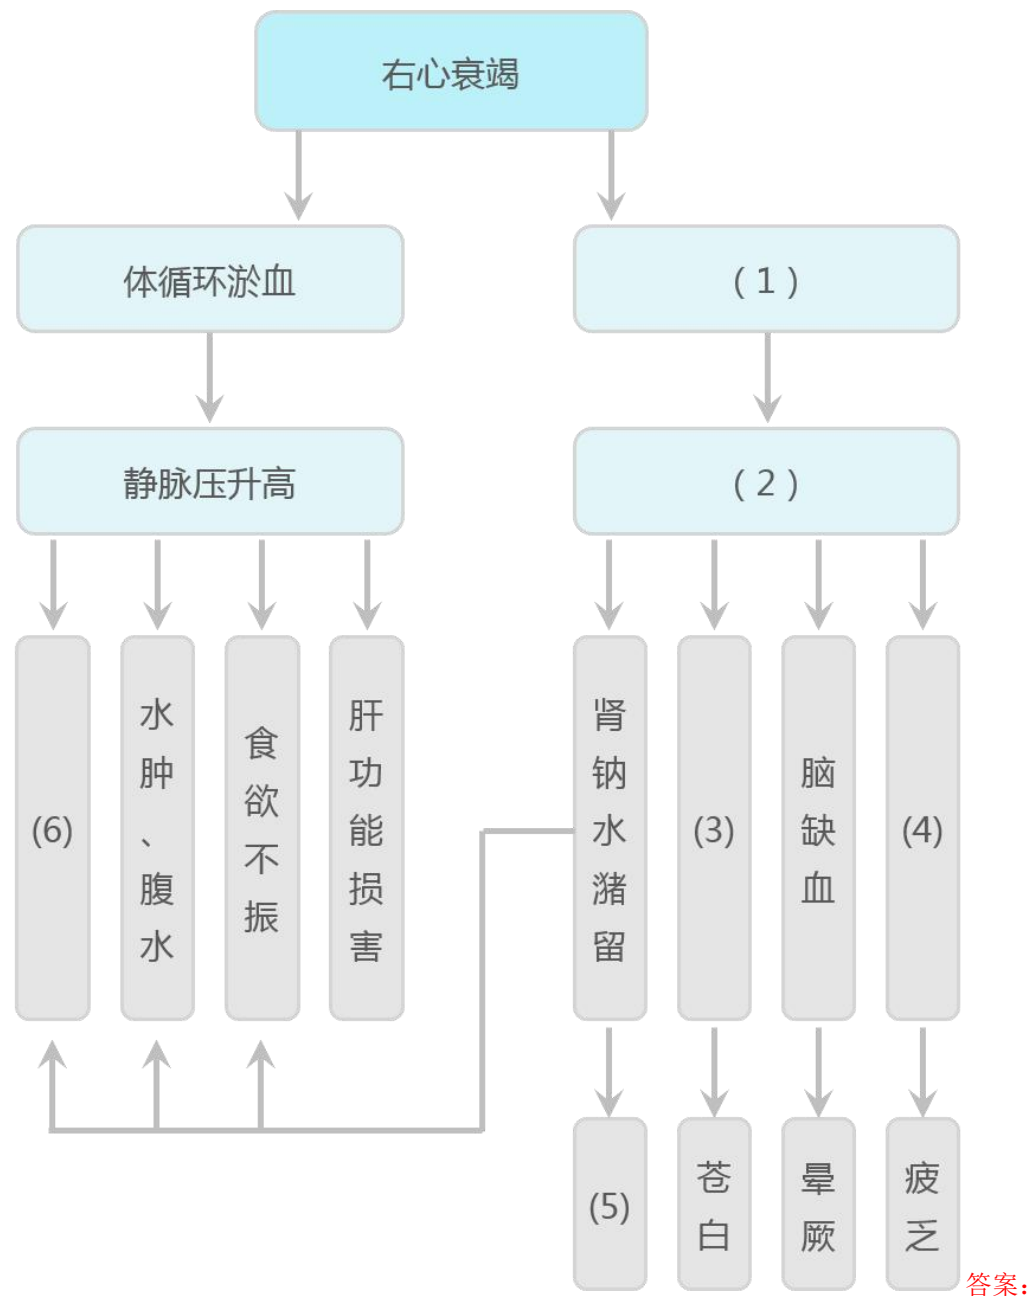 右心衰竭
体循环淤血
（1）
静脉压升高
（2）
(6)
水肿、腹水
食欲不振
肝功能损害
肾钠水潴留
(3)
脑缺血
(4)
(5)
苍白
晕厥
疲乏
答案：